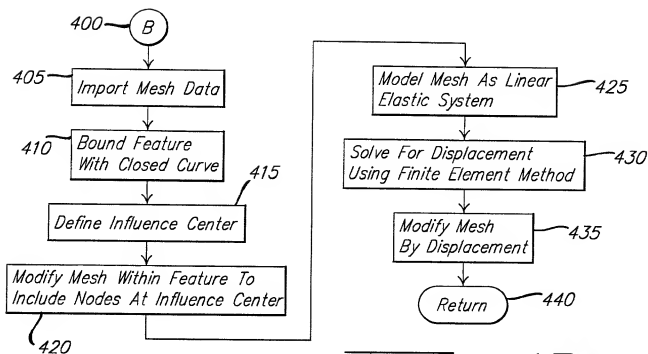 400
B
405
Import Mesh Data
410
Bound Feature
With Closed Curve
415
Define Influence Center
Modify Mesh Within Feature To
Include Nodes At Influence Center
420
Model Mesh As Linear
Elastic System
425
Solve For Displacement
Using Finite Element Method
430
Modify Mesh
By Displacement
435
Return
440